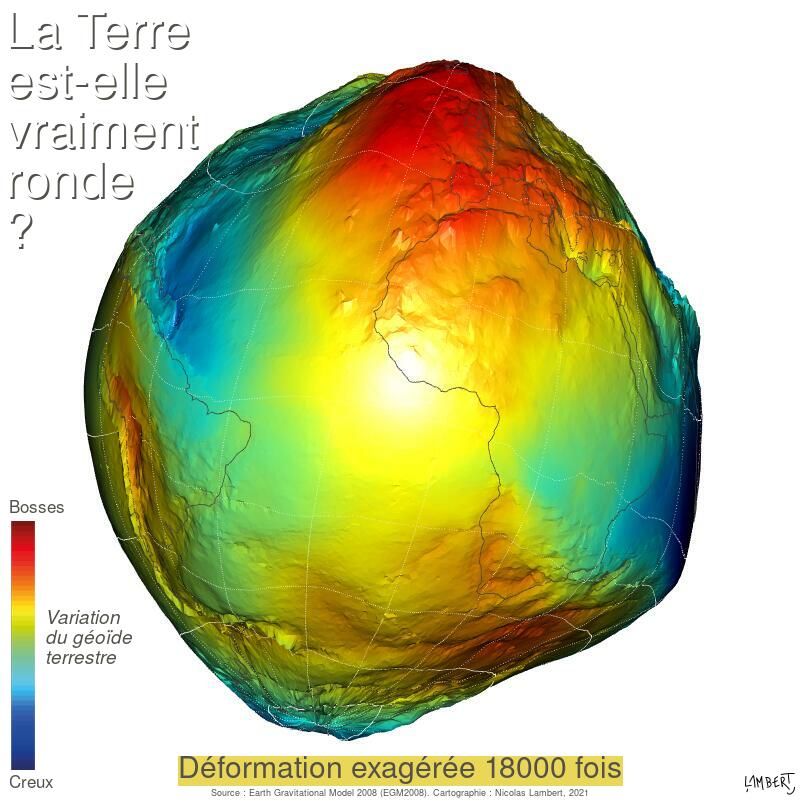 La Terre
est-elle
vraiment
ronde
?
Bosses
Variation
du géoïde
terrestre
Creux
Déformation exagérée 18000 fois
Source : Earth Gravitational Model 2008 (EGM2008). Cartographie : Nicolas Lambert, 2021
LAMBERT